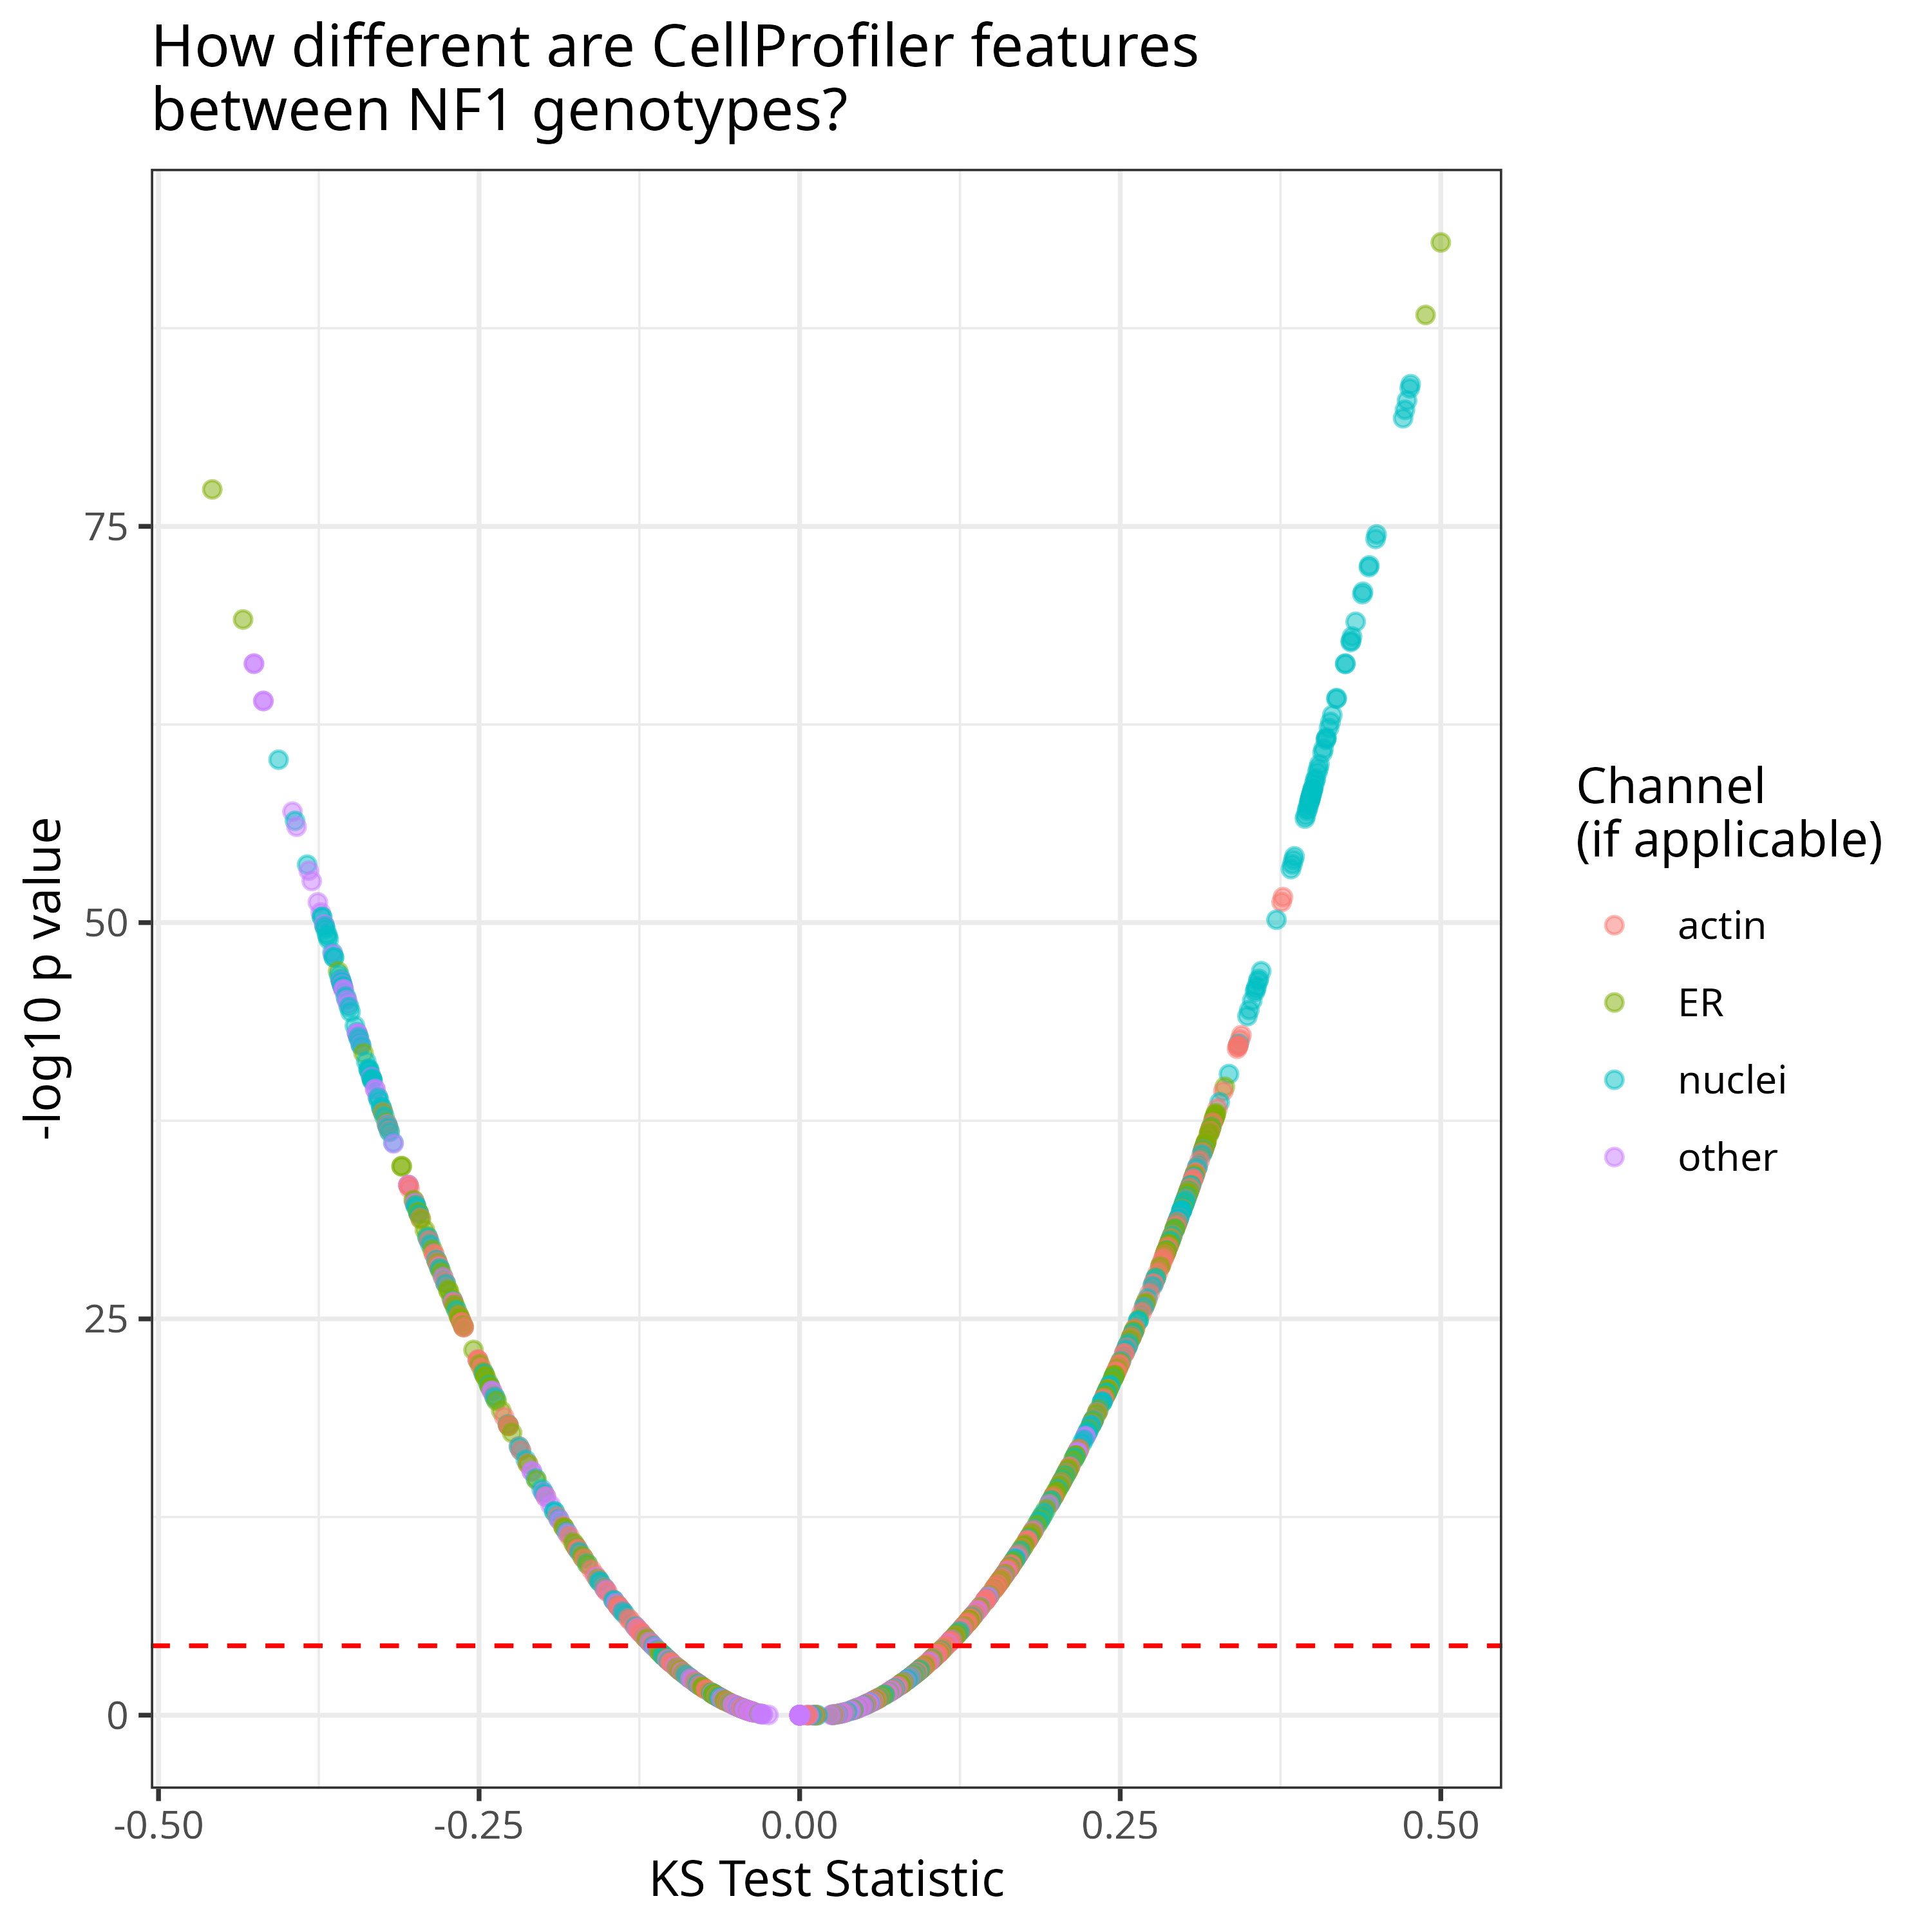 How different are CellProfiler features
between NF1 genotypes?
-log10 p value
75
50
25
0
-0.50
-0.25
0.00
0.25
0.50
KS Test Statistic
Channel
(if applicable)
actin
ER
nuclei
other